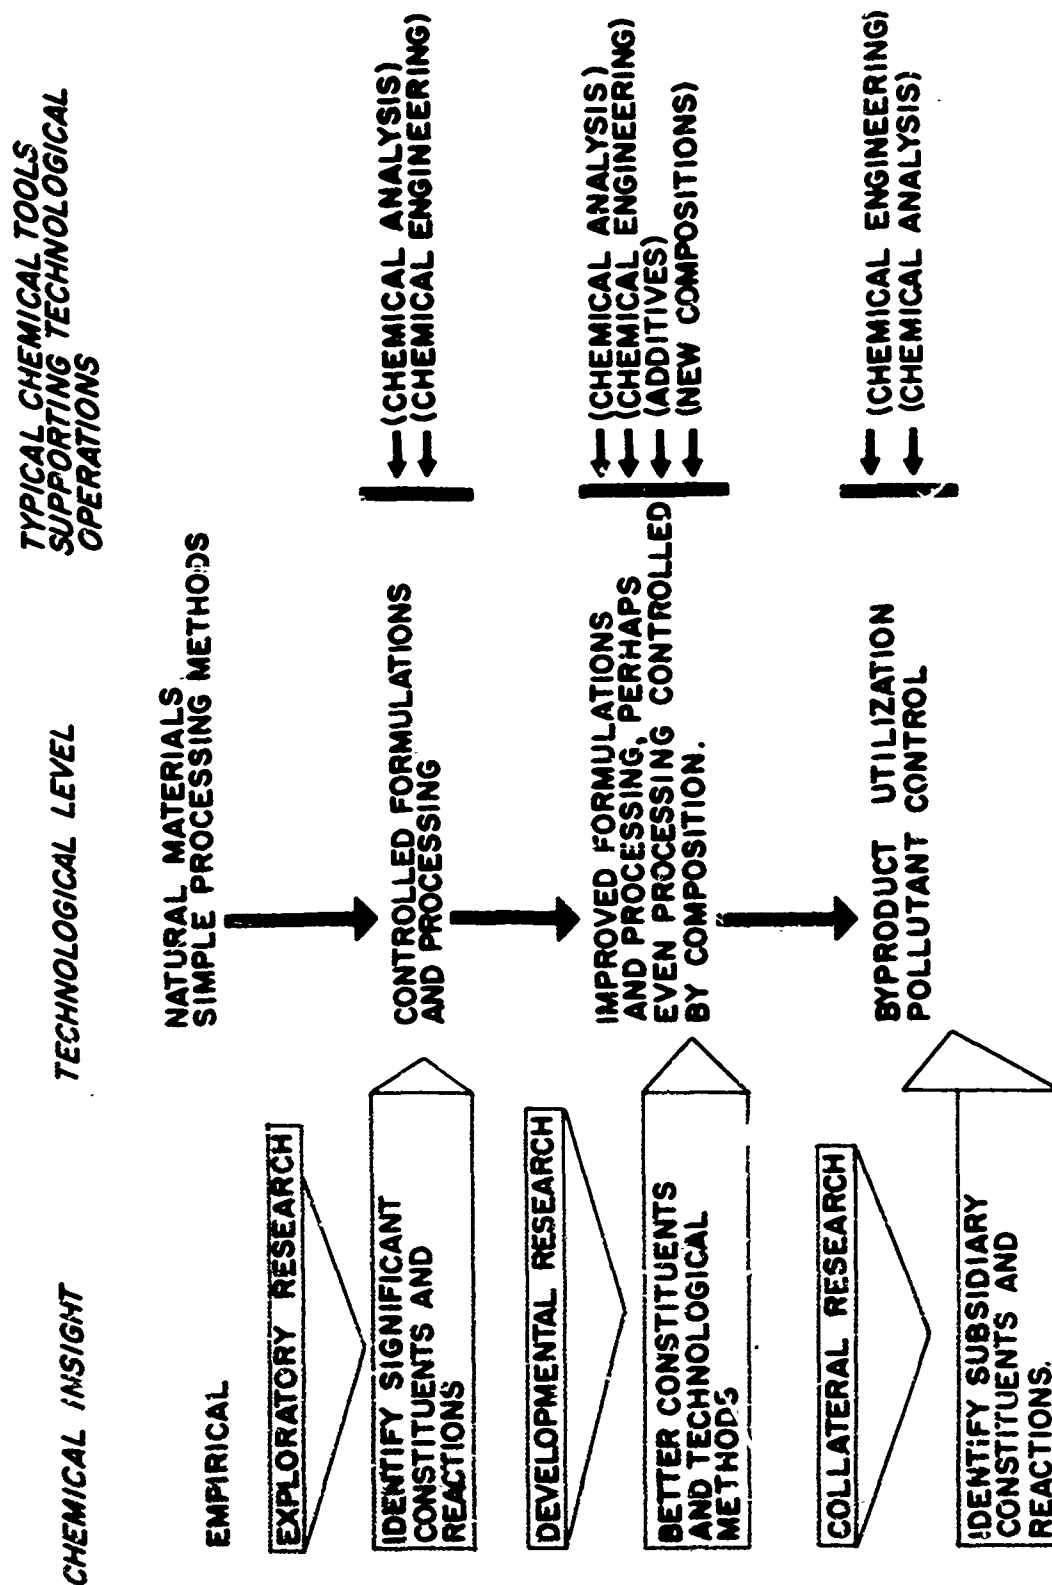 CHEMICAL INSIGHT
TECHNOLOGICAL LEVEL
TYPICAL CHEMICAL TOOLS
SUPPORTING TECHNOLOGICAL
OPERATIONS
EMPIRICAL
NATURAL MATERIALS
SIMPLE PROCESSING METHODS
EXPLORATORY RESEARCH
IDENTIFY SIGNIFICANT
CONSTITUENTS AND
REACTIONS
CONTROLLED FORMULATIONS
AND PROCESSING
(CHEMICAL ANALYSIS)
(CHEMICAL ENGINEERING)
DEVELOPMENTAL RESEARCH
BETTER CONSTITUENTS
AND TECHNOLOGICAL
METHODS
IMPROVED FORMULATIONS
AND PROCESSING, PERHAPS
EVEN PROCESSING CONTROLLED
BY COMPOSITION.
(CHEMICAL ANALYSIS)
(CHEMICAL ENGINEERING)
(ADDITIVES)
(NEW COMPOSITIONS)
COLLATERAL RESEARCH
IDENTIFY SUBSIDIARY
CONSTITUENTS AND
REACTIONS.
BYPRODUCT UTILIZATION
POLLUTANT CONTROL
(CHEMICAL ENGINEERING)
(CHEMICAL ANALYSIS)